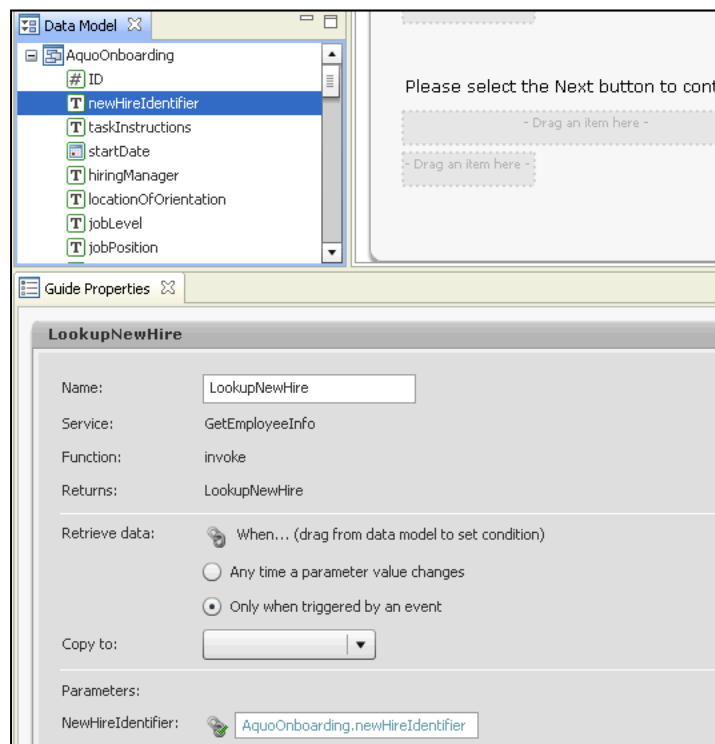 Data Model
AquoOnboarding
# ID
T newHireIdentifier
T taskInstructions
startDate
T hiringManager
T locationOfOrientation
T jobLevel
T jobPosition
Please select the Next button to cont
- Drag an item here -
- Drag an item here -
Guide Properties
LookupNewHire
Name: LookupNewHire
Service: GetEmployeeInfo
Function: invoke
Returns: LookupNewHire
Retrieve data: When... (drag from data model to set condition)
Any time a parameter value changes
Only when triggered by an event
Copy to:
Parameters:
NewHireIdentifier: AquoOnboarding.newHireIdentifier